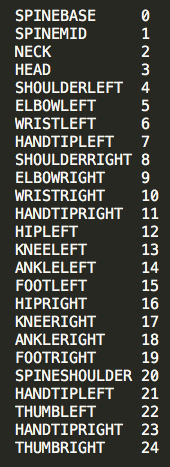 SPINEBASE 0
SPINEMID 1
NECK 2
HEAD 3
SHOULDERLEFT 4
ELBOWLEFT 5
WRISTLEFT 6
HANDTIPLEFT 7
SHOULDERRIGHT 8
ELBOWRIGHT 9
WRISTRIGHT 10
HANDTIPRIGHT 11
HIPLEFT 12
KNEELEFT 13
ANKLELEFT 14
FOOTLEFT 15
HIPRIGHT 16
KNEERIGHT 17
ANKLERIGHT 18
FOOTRIGHT 19
SPINESHOULDER 20
HANDTIPLEFT 21
THUMBLEFT 22
HANDTIPRIGHT 23
THUMBRIGHT 24